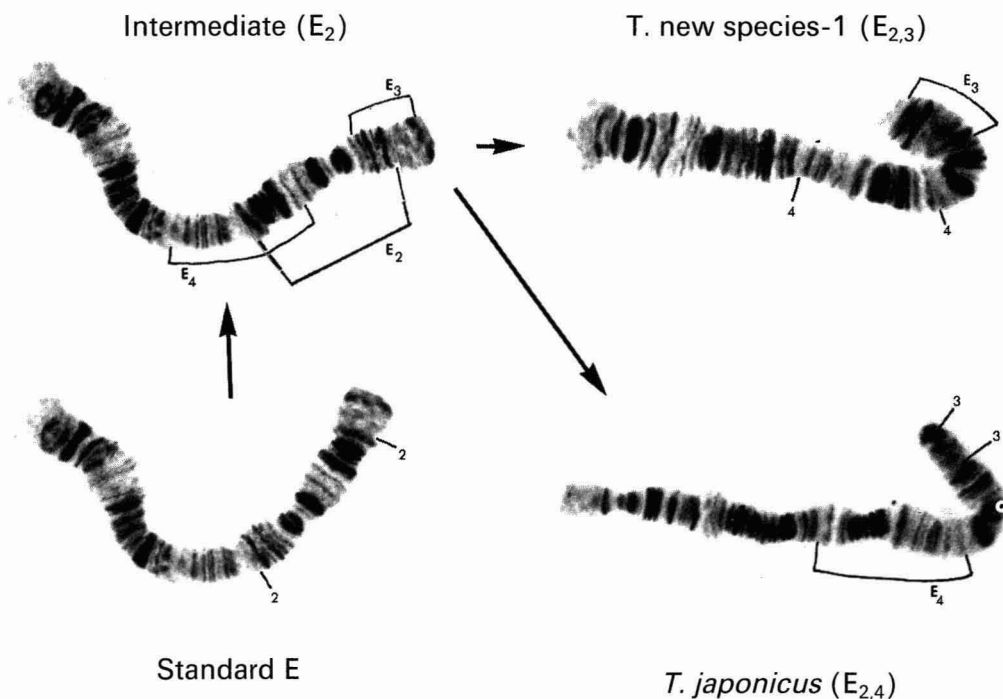 Intermediate (E2)
T. new species-1 (E2,3)
E3
E3
4
4
E2
E4
3
2
3
E4
2
Standard E
T. japonicus (E2,4)